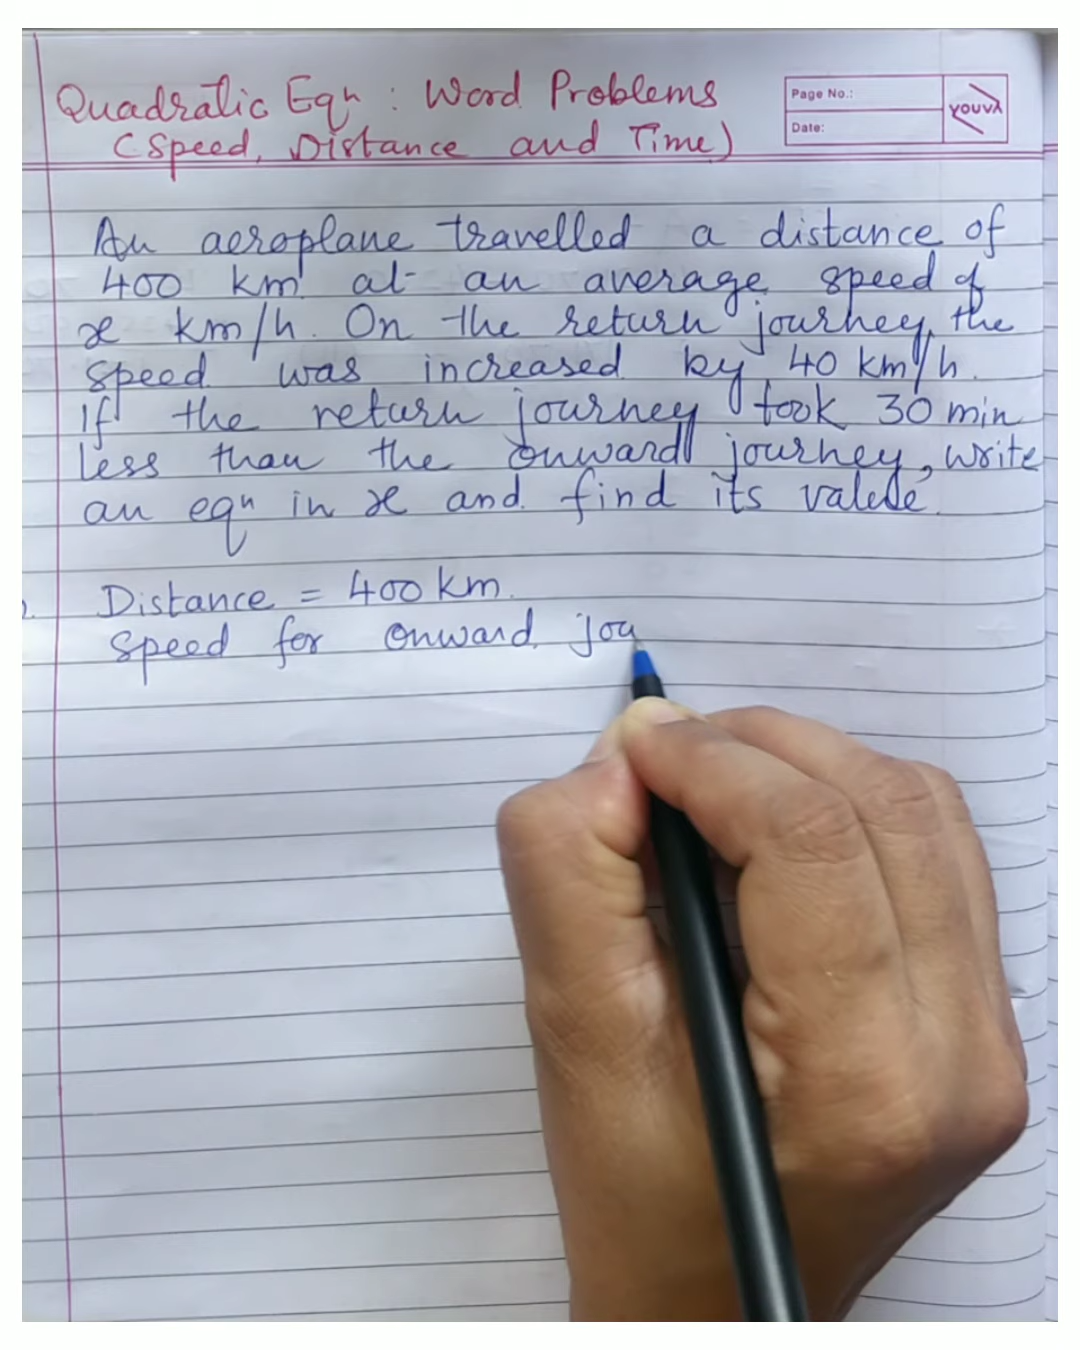 Quadratic Eqn : Word Problems
(Speed, Distance and Time)
Page No.:
Date:
YOUVA
An aeroplane travelled a distance of
400 km at an average speed of
x km/h. On the return journey, the
speed was increased by 40 km/h.
If the return journey took 30 min
less than the onward journey, write
an eqn in x and find its value.
Distance = 400 km.
Speed for onward jou